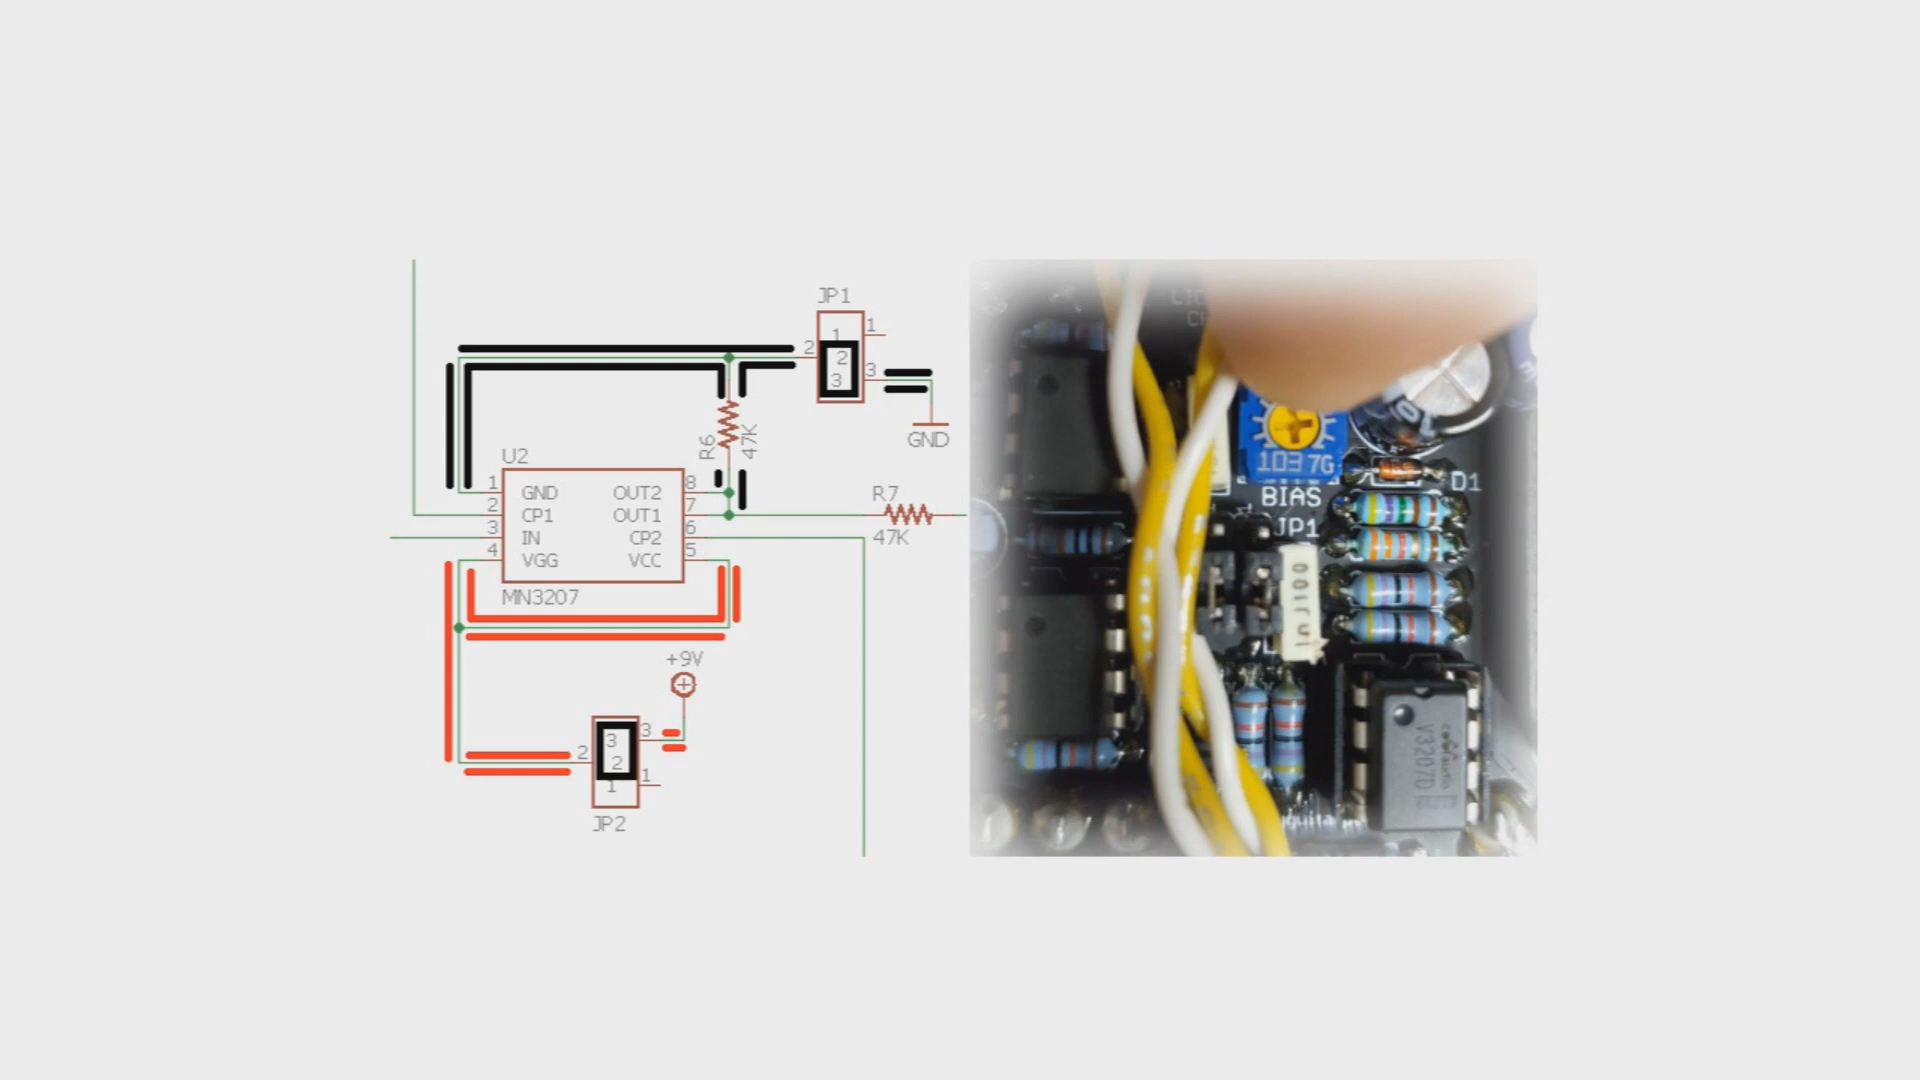 JP1
1
1
2
2
3
3
GND
R6
47K
U2
1 GND OUT2 8
2 CP1 OUT1 7
3 IN CP2 6
4 VGG VCC 5
MN3207
R7
47K
+9V
3
3
2
2
1
1
JP2
103 7G
BIAS
JP1
D1
V3207D